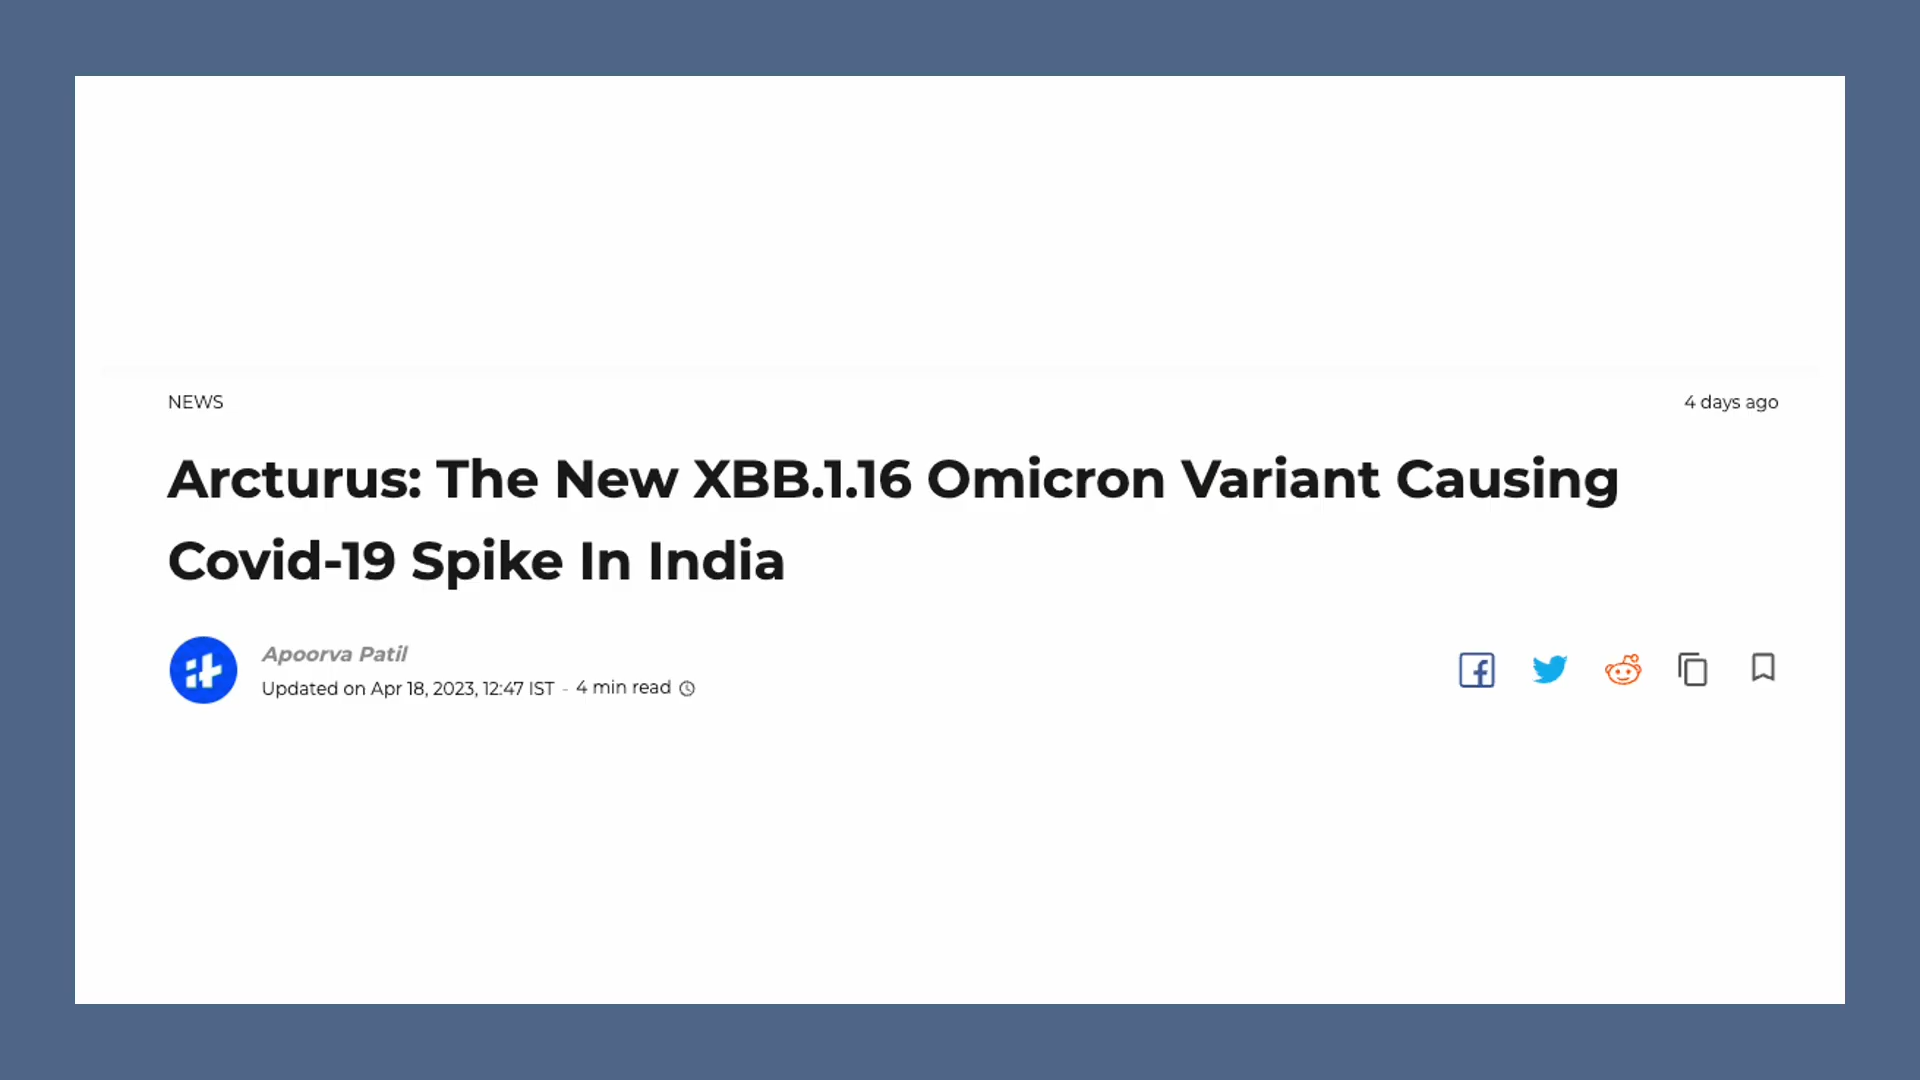 NEWS
4 days ago
Arcturus: The New XBB.1.16 Omicron Variant Causing
Covid-19 Spike In India
Apoorva Patil
Updated on Apr 18, 2023, 12:47 IST - 4 min read